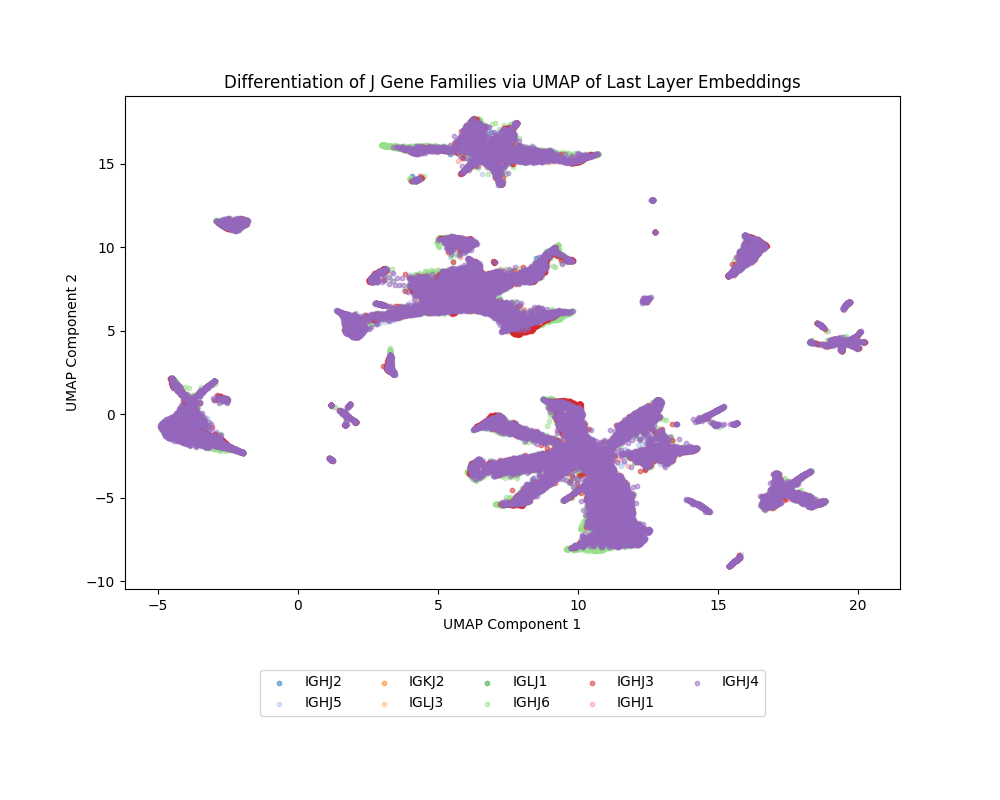 Differentiation of J Gene Families via UMAP of Last Layer Embeddings
15
10
5
0
−5
−10
UMAP Component 2
−5 0 5 10 15 20
UMAP Component 1
IGHJ2 IGKJ2 IGLJ1 IGHJ3 IGHJ4
IGHJ5 IGLJ3 IGHJ6 IGHJ1